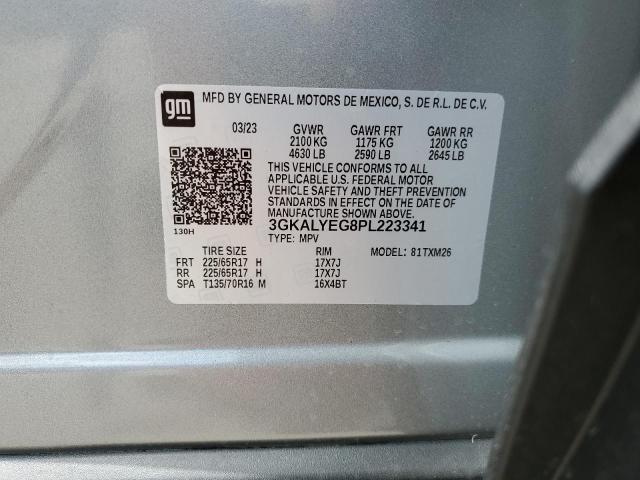 gm MFD BY GENERAL MOTORS DE MEXICO, S. DE R.L. DE C.V.
03/23 GVWR GAWR FRT GAWR RR
2100 KG 1175 KG 1200 KG
4630 LB 2590 LB 2645 LB
THIS VEHICLE CONFORMS TO ALL
APPLICABLE U.S. FEDERAL MOTOR
VEHICLE SAFETY AND THEFT PREVENTION
STANDARDS IN EFFECT ON THE DATE OF
MANUFACTURE SHOWN ABOVE.
130H 3GKALYEG8PL223341
TYPE: MPV
TIRE SIZE RIM MODEL: 81TXM26
FRT 225/65R17 H 17X7J
RR 225/65R17 H 17X7J
SPA T135/70R16 M 16X4BT